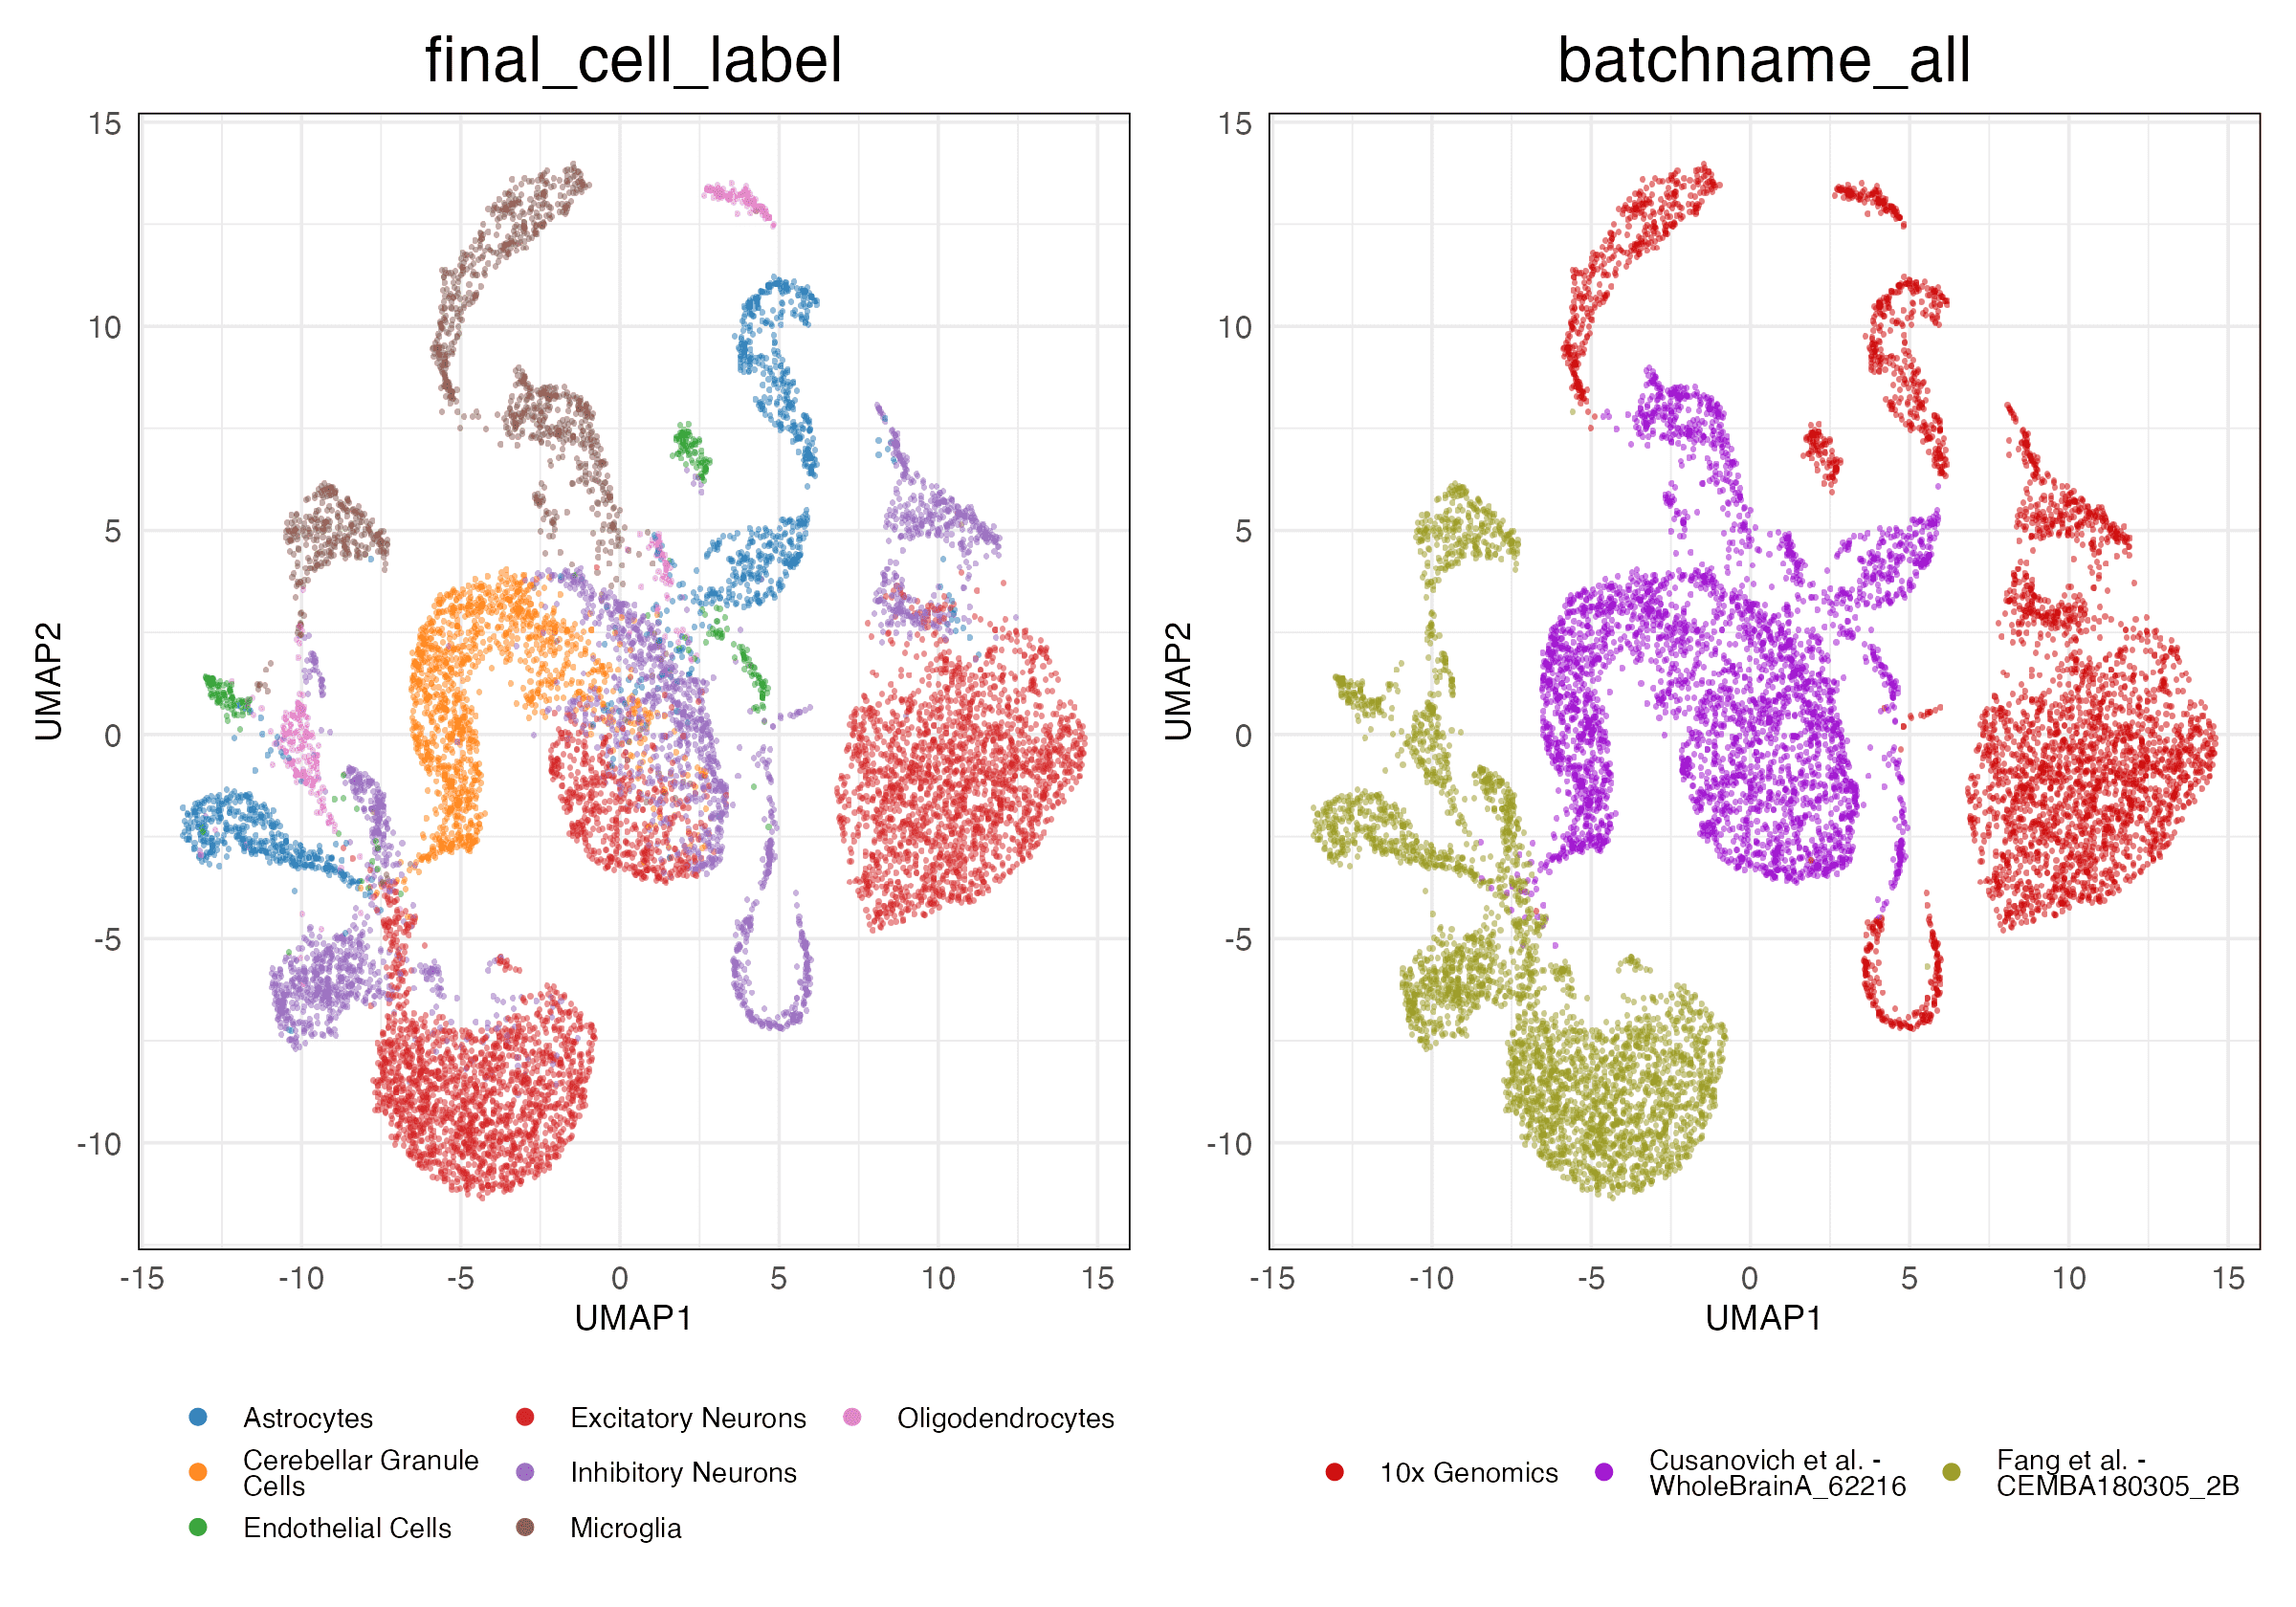 final_cell_label
batchname_all
15
10
5
0
-5
-10
UMAP2
-15
-10
-5
0
5
10
15
UMAP1
15
10
5
0
-5
-10
UMAP2
-15
-10
-5
0
5
10
15
UMAP1
Astrocytes
Cerebellar Granule
Cells
Endothelial Cells
Excitatory Neurons
Inhibitory Neurons
Microglia
Oligodendrocytes
10x Genomics
Cusanovich et al. -
WholeBrainA_62216
Fang et al. -
CEMBA180305_2B